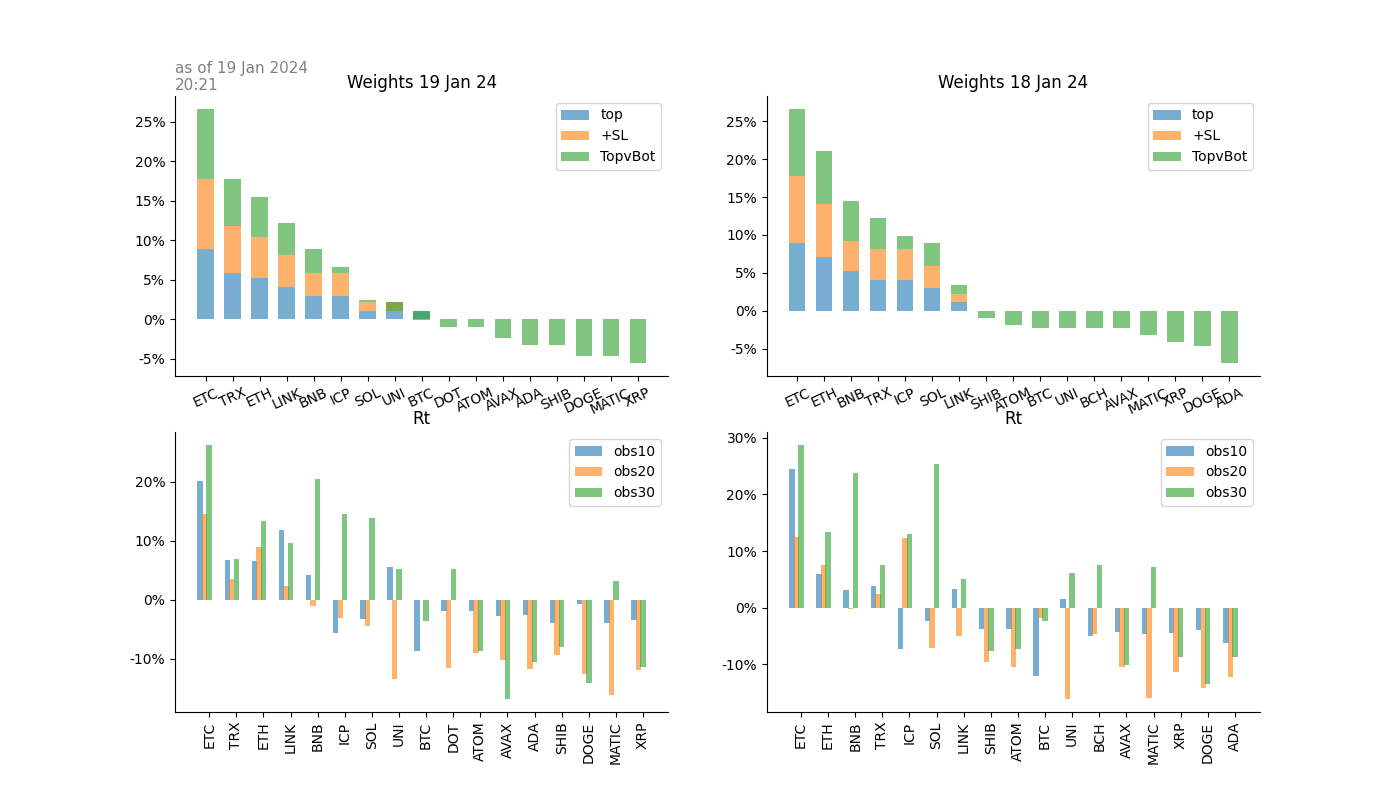 as of 19 Jan 2024
20:21
Weights 19 Jan 24
25%
20%
15%
10%
5%
0%
-5%
top
+SL
TopvBot
ETC TRX ETH LINK BNB ICP SOL UNI BTC DOT ATOM AVAX ADA SHIB DOGE MATIC XRP
Weights 18 Jan 24
25%
20%
15%
10%
5%
0%
-5%
top
+SL
TopvBot
ETC ETH BNB TRX ICP SOL LINK SHIB ATOM BTC UNI BCH AVAX MATIC XRP DOGE ADA
Rt
20%
10%
0%
-10%
obs10
obs20
obs30
ETC TRX ETH LINK BNB ICP SOL UNI BTC DOT ATOM AVAX ADA SHIB DOGE MATIC XRP
Rt
30%
20%
10%
0%
-10%
obs10
obs20
obs30
ETC ETH BNB TRX ICP SOL LINK SHIB ATOM BTC UNI BCH AVAX MATIC XRP DOGE ADA